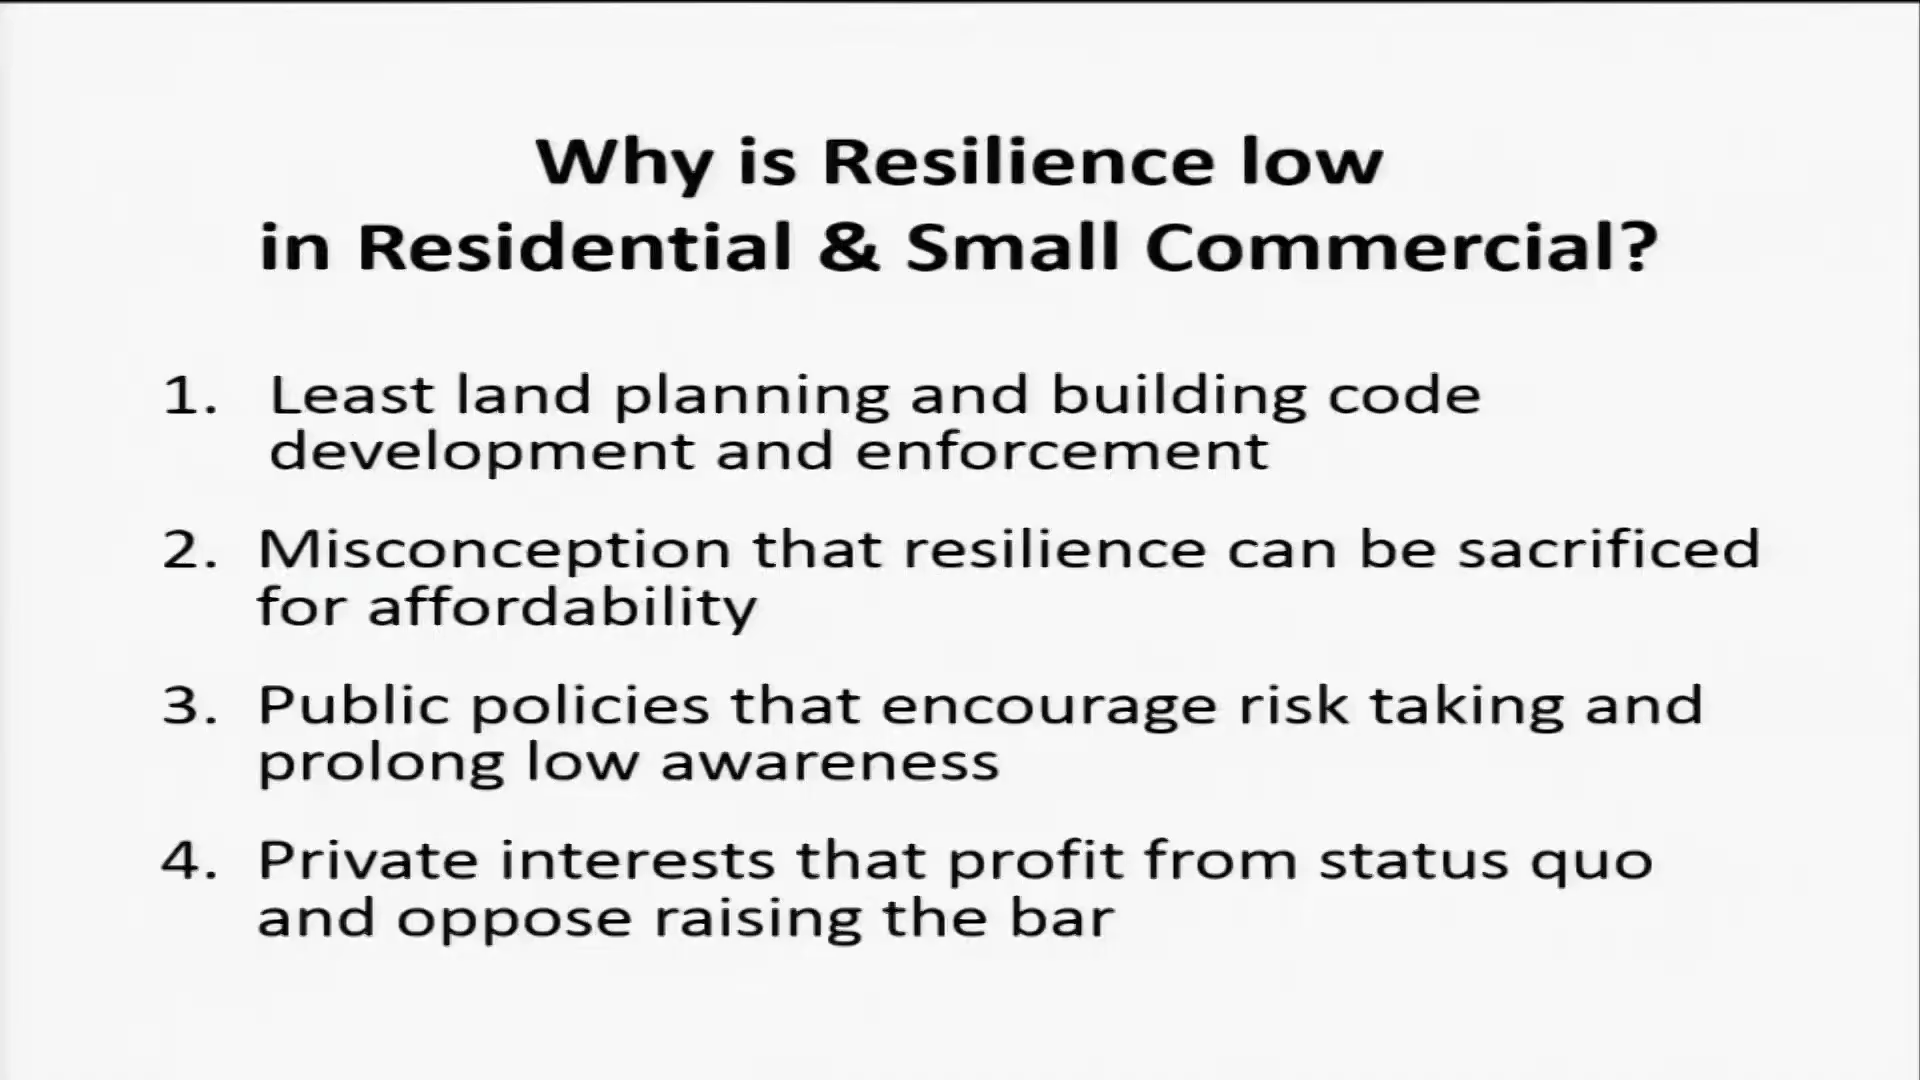 Why is Resilience low
in Residential & Small Commercial?
1. Least land planning and building code
development and enforcement
2. Misconception that resilience can be sacrificed
for affordability
3. Public policies that encourage risk taking and
prolong low awareness
4. Private interests that profit from status quo
and oppose raising the bar